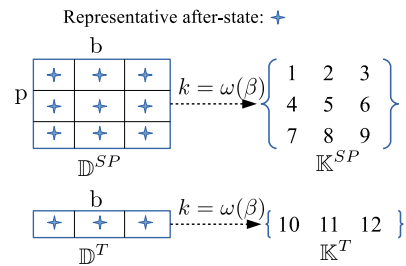 Representative after-state:
b
p
k = ω(β)
1 2 3
4 5 6
7 8 9
𝔻^{SP}
𝕂^{SP}
b
k = ω(β)
{ 10 11 12 }
𝔻^{T}
𝕂^{T}